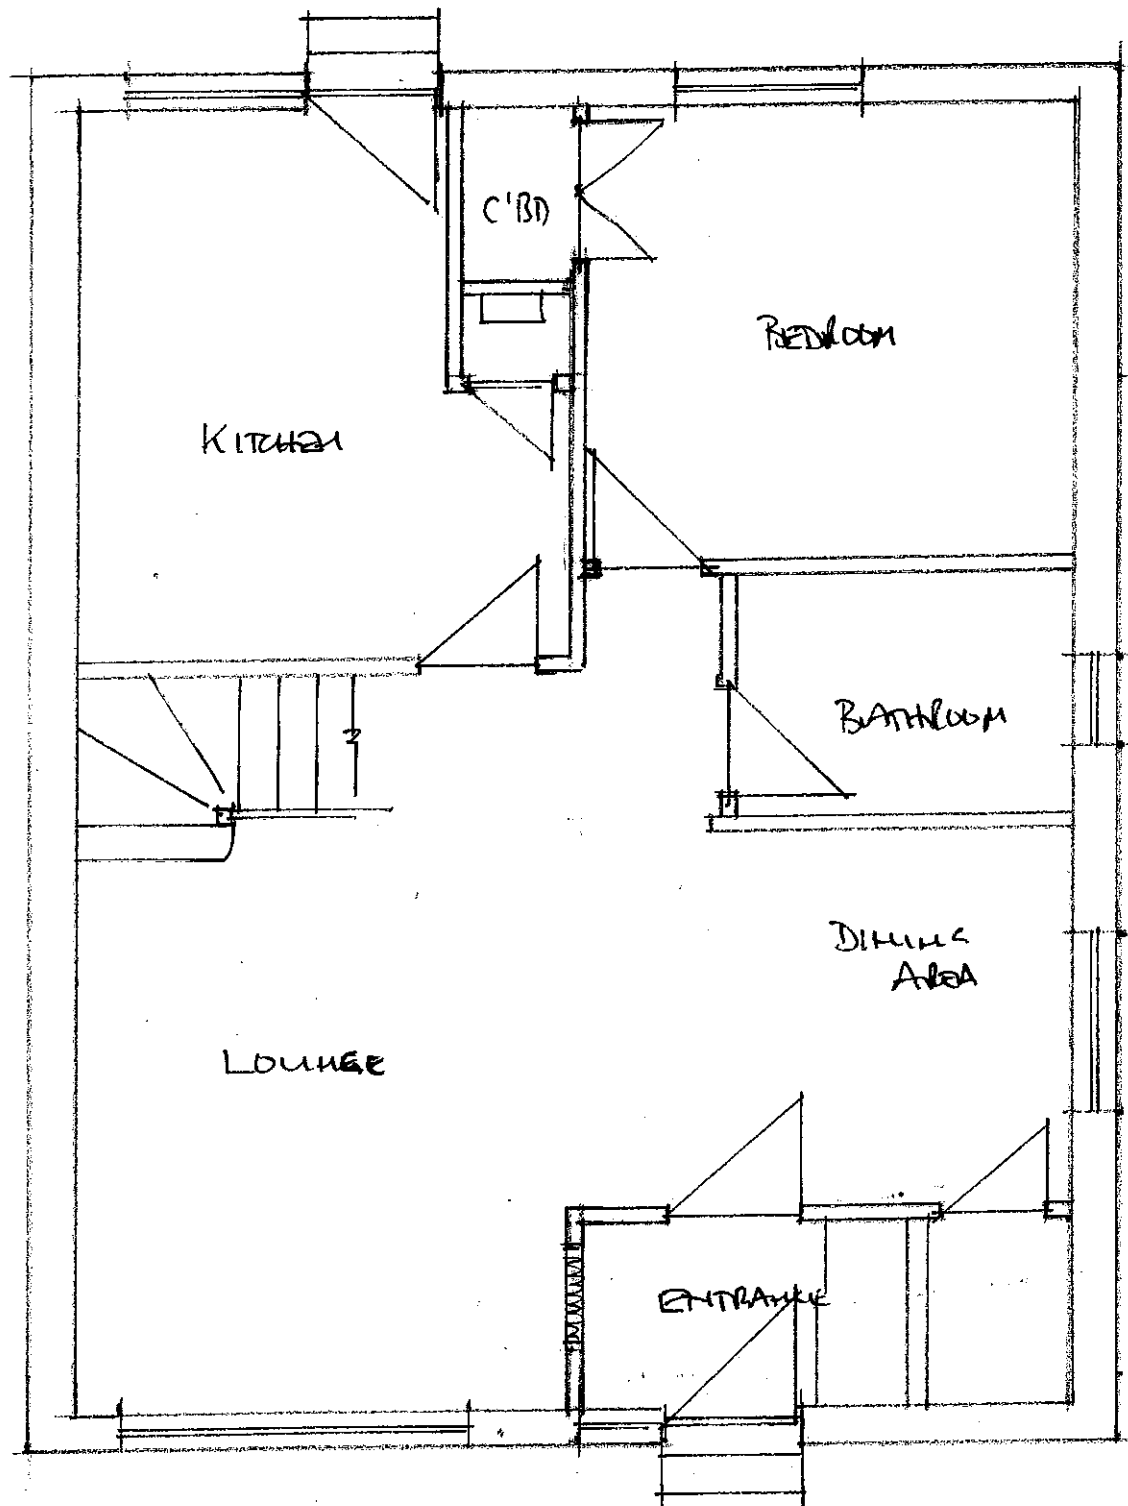 C'BD
BEDROOM
KITCHEN
BATHROOM
DINING
AREA
LOUNGE
ENTRANCE